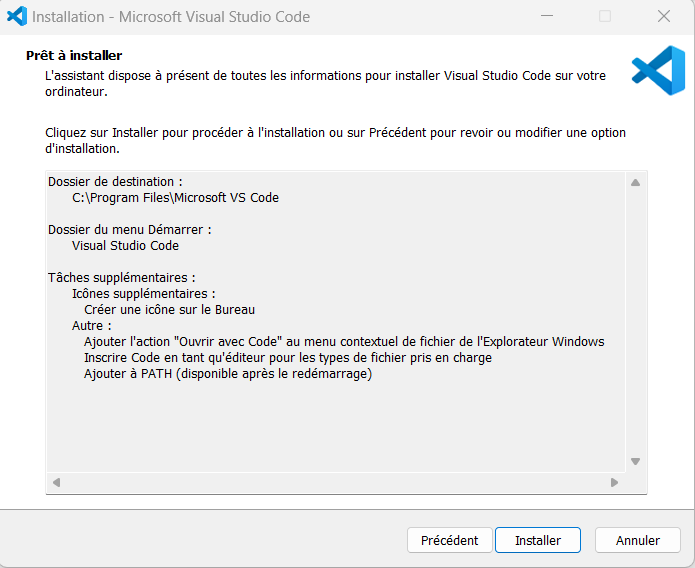 Installation - Microsoft Visual Studio Code
Prêt à installer
L'assistant dispose à présent de toutes les informations pour installer Visual Studio Code sur votre
ordinateur.
Cliquez sur Installer pour procéder à l'installation ou sur Précédent pour revoir ou modifier une option
d'installation.
Dossier de destination :
C:\Program Files\Microsoft VS Code
Dossier du menu Démarrer :
Visual Studio Code
Tâches supplémentaires :
Icônes supplémentaires :
Créer une icône sur le Bureau
Autre :
Ajouter l'action "Ouvrir avec Code" au menu contextuel de fichier de l'Explorateur Windows
Inscrire Code en tant qu'éditeur pour les types de fichier pris en charge
Ajouter à PATH (disponible après le redémarrage)
Précédent Installer Annuler